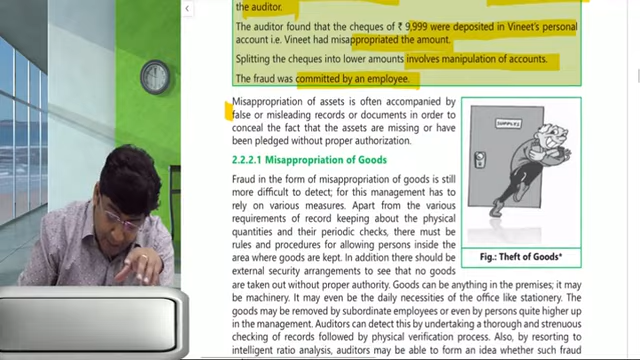 the auditor.
The auditor found that the cheques of ₹ 9,999 were deposited in Vineet's personal
account i.e. Vineet had misappropriated the amount.
Splitting the cheques into lower amounts involves manipulation of accounts.
The fraud was committed by an employee.
Misappropriation of assets is often accompanied by
false or misleading records or documents in order to
conceal the fact that the assets are missing or have
been pledged without proper authorization.
2.2.2.1 Misappropriation of Goods
Fraud in the form of misappropriation of goods is still
more difficult to detect; for this management has to
rely on various measures. Apart from the various
requirements of record keeping about the physical
quantities and their periodic checks, there must be
rules and procedures for allowing persons inside the
area where goods are kept. In addition there should be
external security arrangements to see that no goods
are taken out without proper authority. Goods can be anything in the premises; it may
be machinery. It may even be the daily necessities of the office like stationery. The
goods may be removed by subordinate employees or even by persons quite higher up
in the management. Auditors can detect this by undertaking a thorough and strenuous
checking of records followed by physical verification process. Also, by resorting to
intelligent ratio analysis, auditors may be able to form an idea whether such fraud
SUPPLIES
Fig.: Theft of Goods*